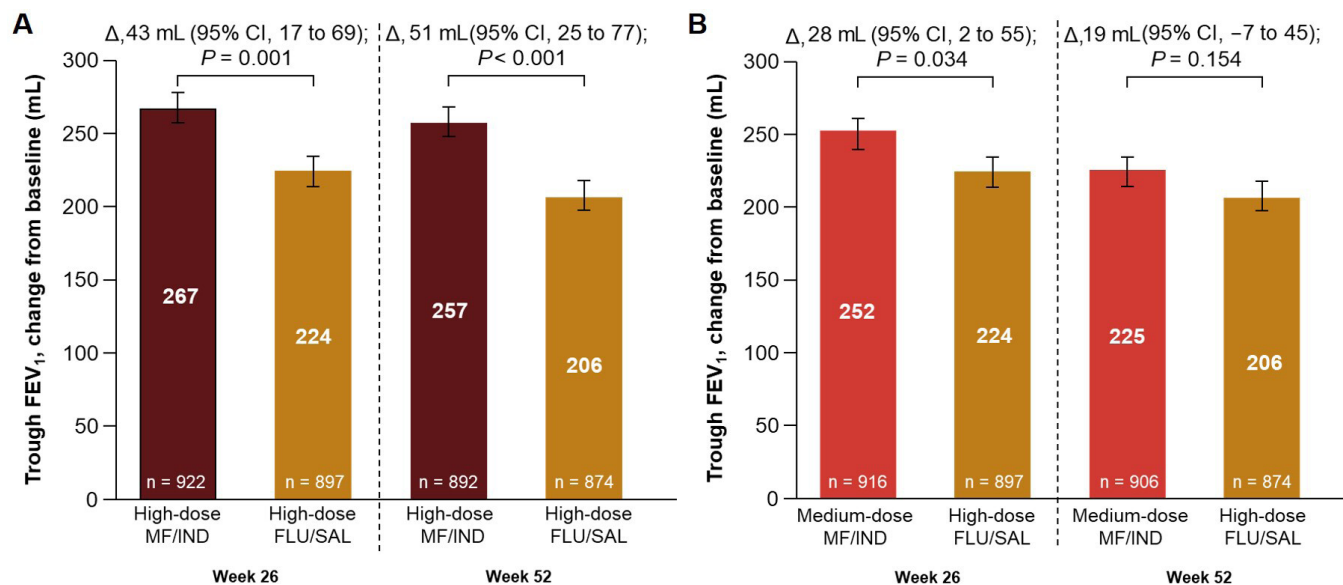 A
Δ,43 mL (95% CI, 17 to 69);
P = 0.001
Δ,51 mL(95% CI, 25 to 77);
P< 0.001
Trough FEV₁, change from baseline (mL)
300
250
200
150
100
50
0
267
224
257
206
n = 922
n = 897
n = 892
n = 874
High-dose
MF/IND
High-dose
FLU/SAL
High-dose
MF/IND
High-dose
FLU/SAL
Week 26
Week 52
B
Δ,28 mL (95% CI, 2 to 55);
P = 0.034
Δ,19 mL(95% CI, −7 to 45);
P = 0.154
Trough FEV₁, change from baseline (mL)
300
250
200
150
100
50
0
252
224
225
206
n = 916
n = 897
n = 906
n = 874
Medium-dose
MF/IND
High-dose
FLU/SAL
Medium-dose
MF/IND
High-dose
FLU/SAL
Week 26
Week 52